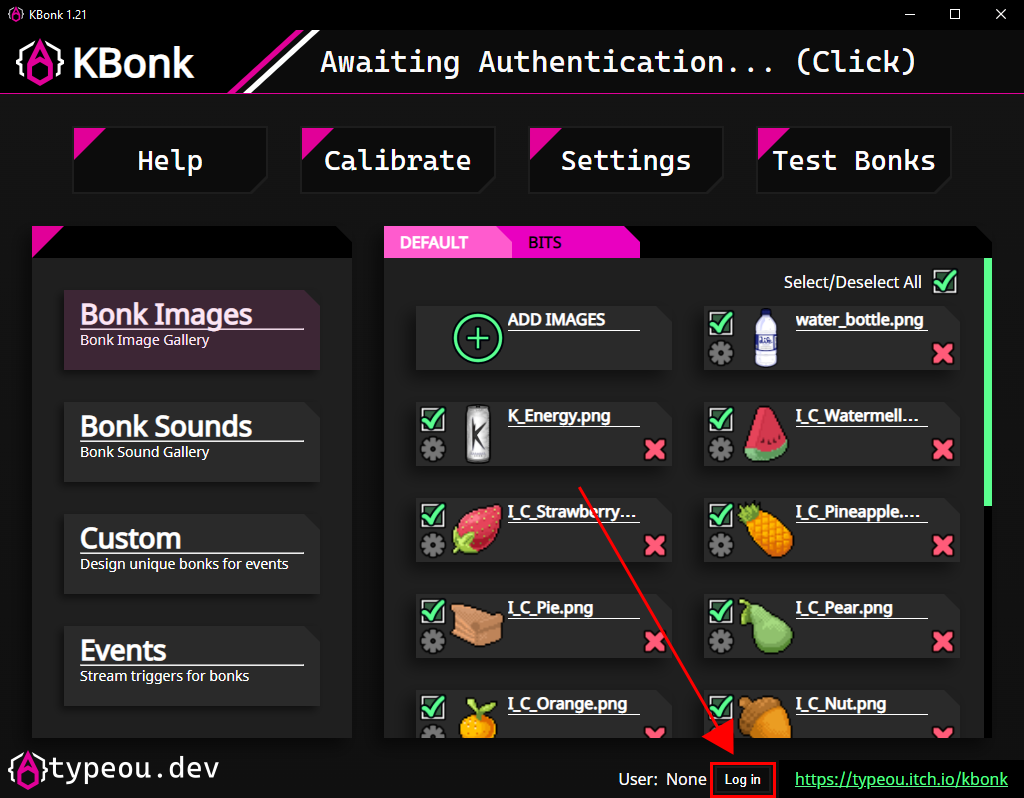 KBonk 1.21
KBonk
Awaiting Authentication... (Click)
Help
Calibrate
Settings
Test Bonks
Bonk Images
Bonk Image Gallery
Bonk Sounds
Bonk Sound Gallery
Custom
Design unique bonks for events
Events
Stream triggers for bonks
DEFAULT
BITS
Select/Deselect All
ADD IMAGES
water_bottle.png
K_Energy.png
K
I_C_Watermell...
I_C_Strawberry...
I_C_Pineapple....
I_C_Pie.png
I_C_Pear.png
I_C_Orange.png
I_C_Nut.png
typeou.dev
User: None
Log in
https://typeou.itch.io/kbonk